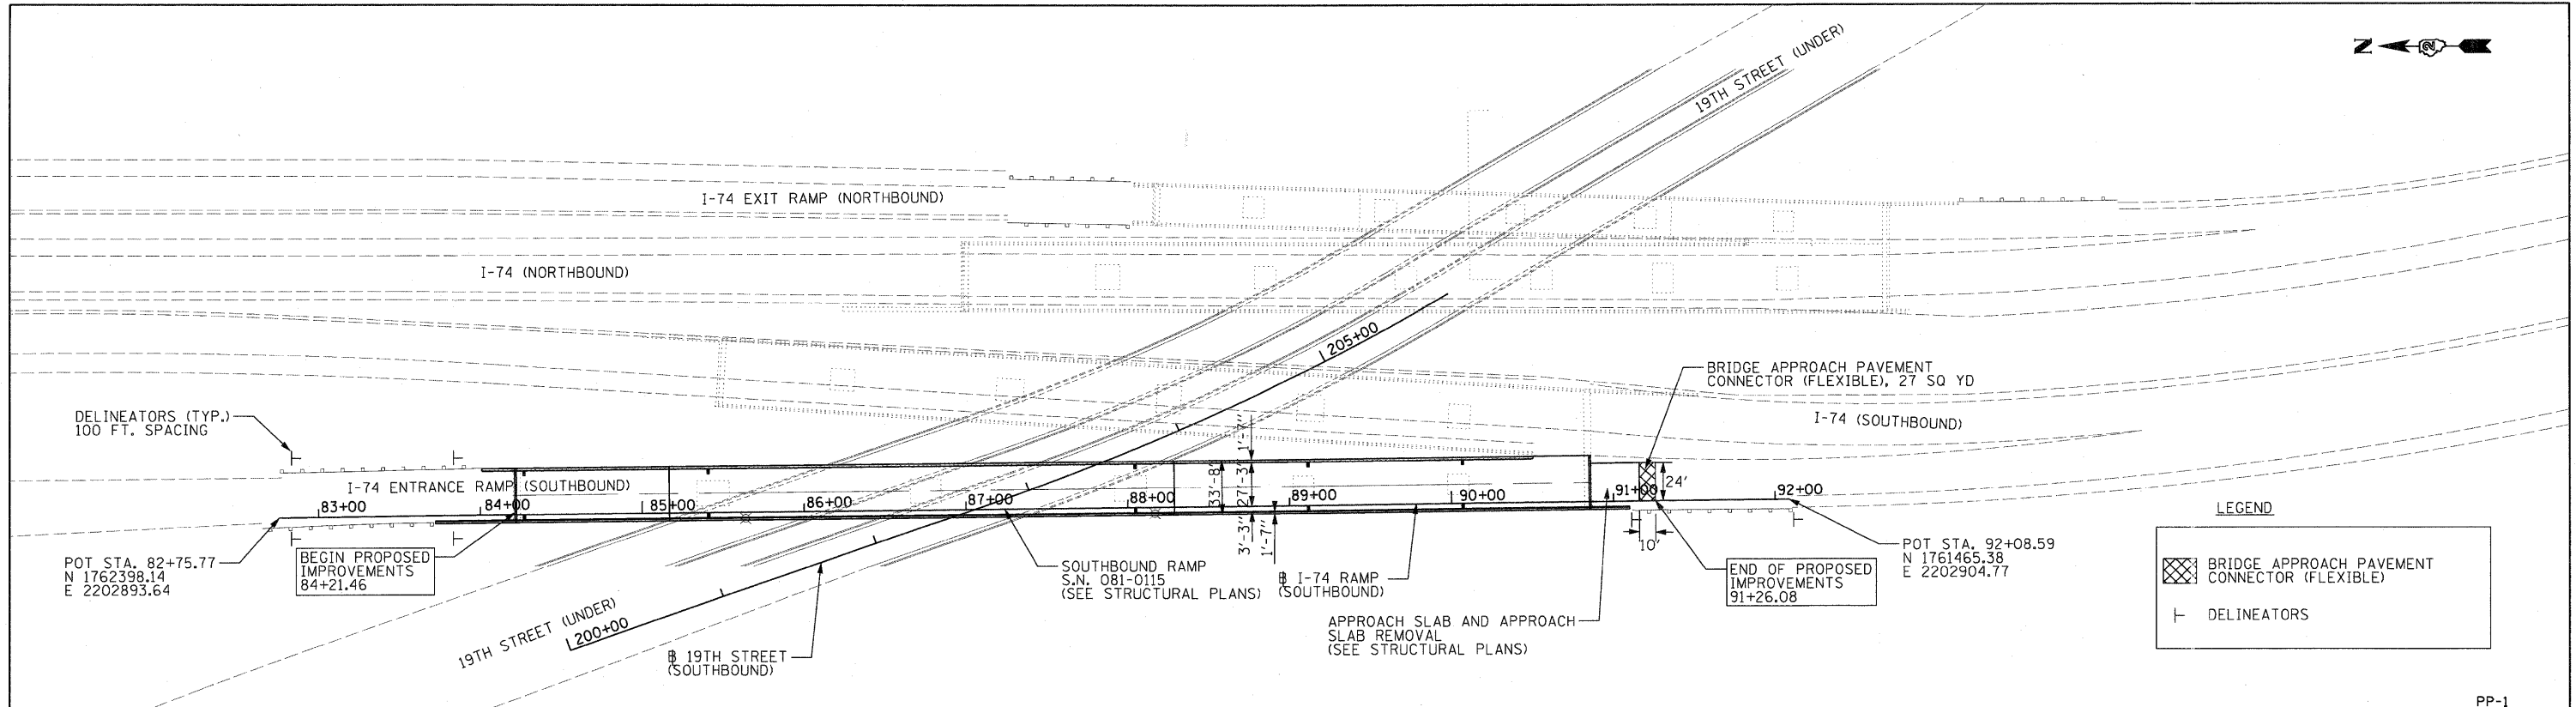 N
19TH STREET (UNDER)
I-74 EXIT RAMP (NORTHBOUND)
I-74 (NORTHBOUND)
205+00
BRIDGE APPROACH PAVEMENT
CONNECTOR (FLEXIBLE), 27 SQ YD
I-74 (SOUTHBOUND)
DELINEATORS (TYP.)
100 FT. SPACING
I-74 ENTRANCE RAMP (SOUTHBOUND)
83+00
84+00
85+00
86+00
87+00
88+00
89+00
90+00
91+00
92+00
1'-7"
27'-3"
33'-8"
3'-3"
1'-7"
24'
10'
POT STA. 82+75.77
N 1762398.14
E 2202893.64
BEGIN PROPOSED
IMPROVEMENTS
84+21.46
19TH STREET (UNDER)
200+00
B 19TH STREET
(SOUTHBOUND)
SOUTHBOUND RAMP
S.N. 081-0115
(SEE STRUCTURAL PLANS)
B I-74 RAMP
(SOUTHBOUND)
APPROACH SLAB AND APPROACH
SLAB REMOVAL
(SEE STRUCTURAL PLANS)
END OF PROPOSED
IMPROVEMENTS
91+26.08
POT STA. 92+08.59
N 1761465.38
E 2202904.77
LEGEND
BRIDGE APPROACH PAVEMENT
CONNECTOR (FLEXIBLE)
DELINEATORS
PP-1